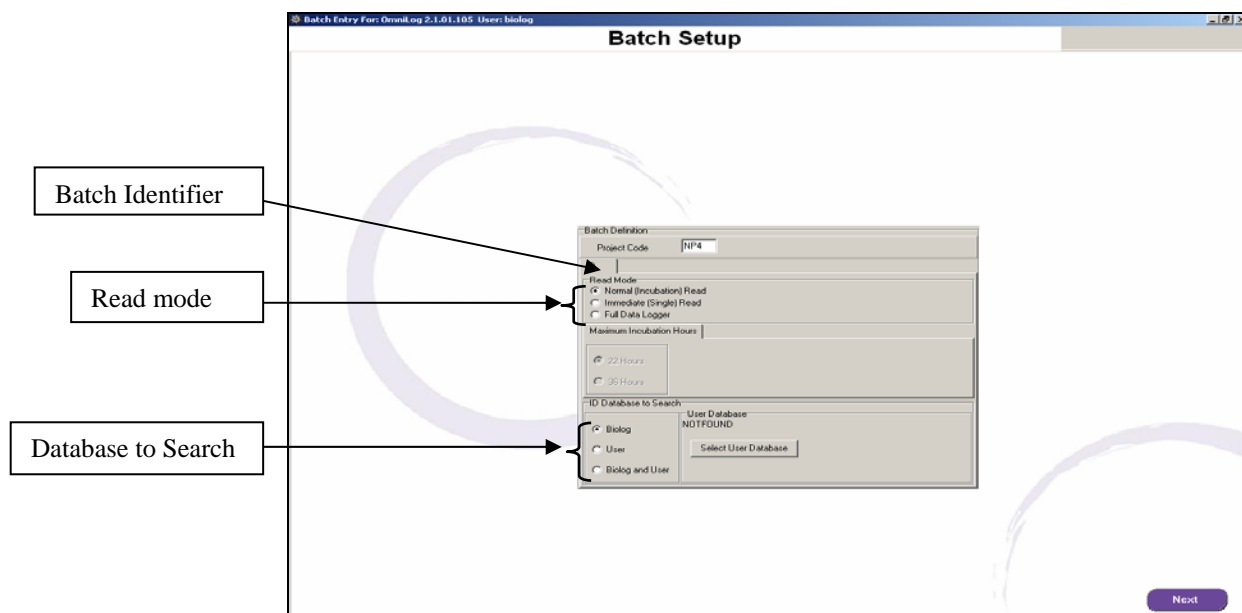 Batch Entry For: OmniLog 2.1.01.105 User: biolog
Batch Setup
Batch Identifier
Read mode
Database to Search
Batch Definition
Project Code
NP4
Read Mode
Normal (Incubation) Read
Immediate (Single) Read
Full Data Logger
Maximum Incubation Hours
22 Hours
36 Hours
ID Database to Search
Biolog
User
Biolog and User
User Database
NOTFOUND
Select User Database
Next